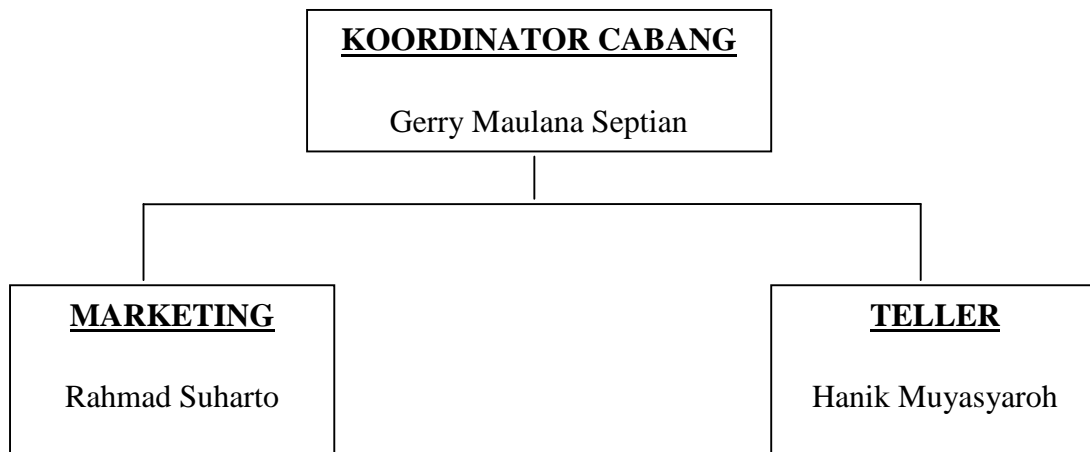 KOORDINATOR CABANG
Gerry Maulana Septian
MARKETING
Rahmad Suharto
TELLER
Hanik Muyasyaroh